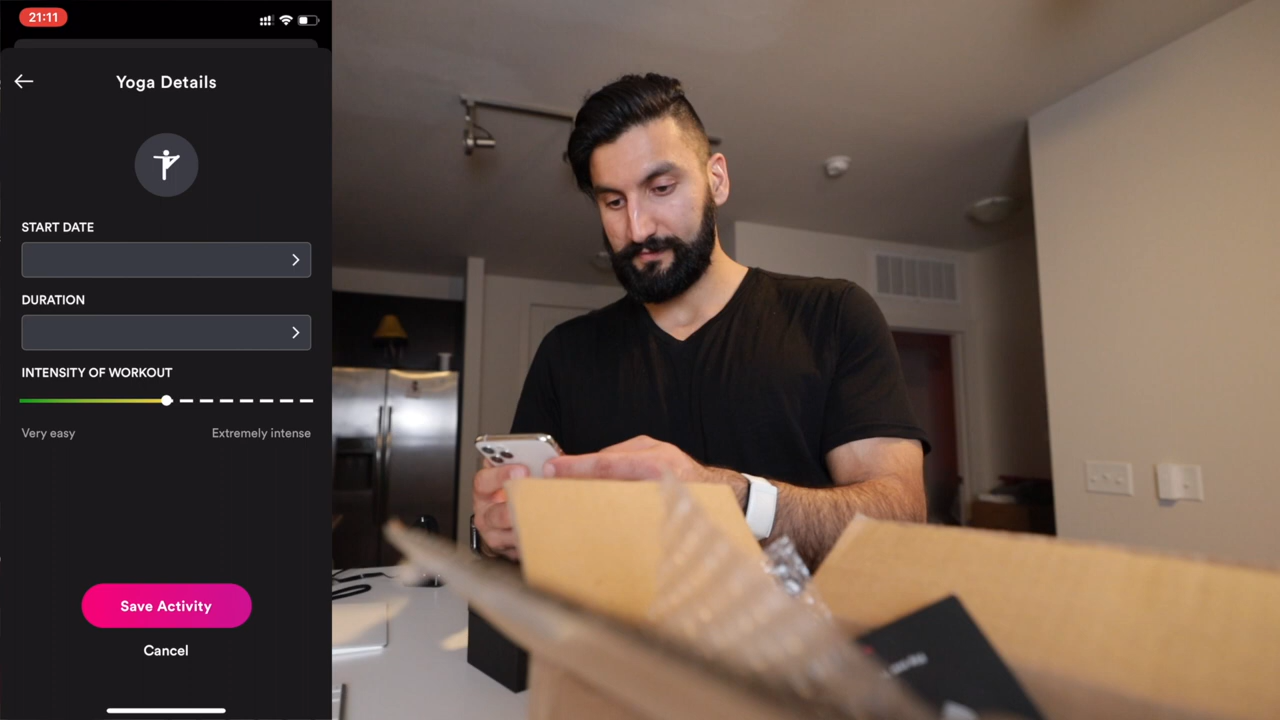 21:11
Yoga Details
START DATE
DURATION
INTENSITY OF WORKOUT
Very easy
Extremely intense
Save Activity
Cancel